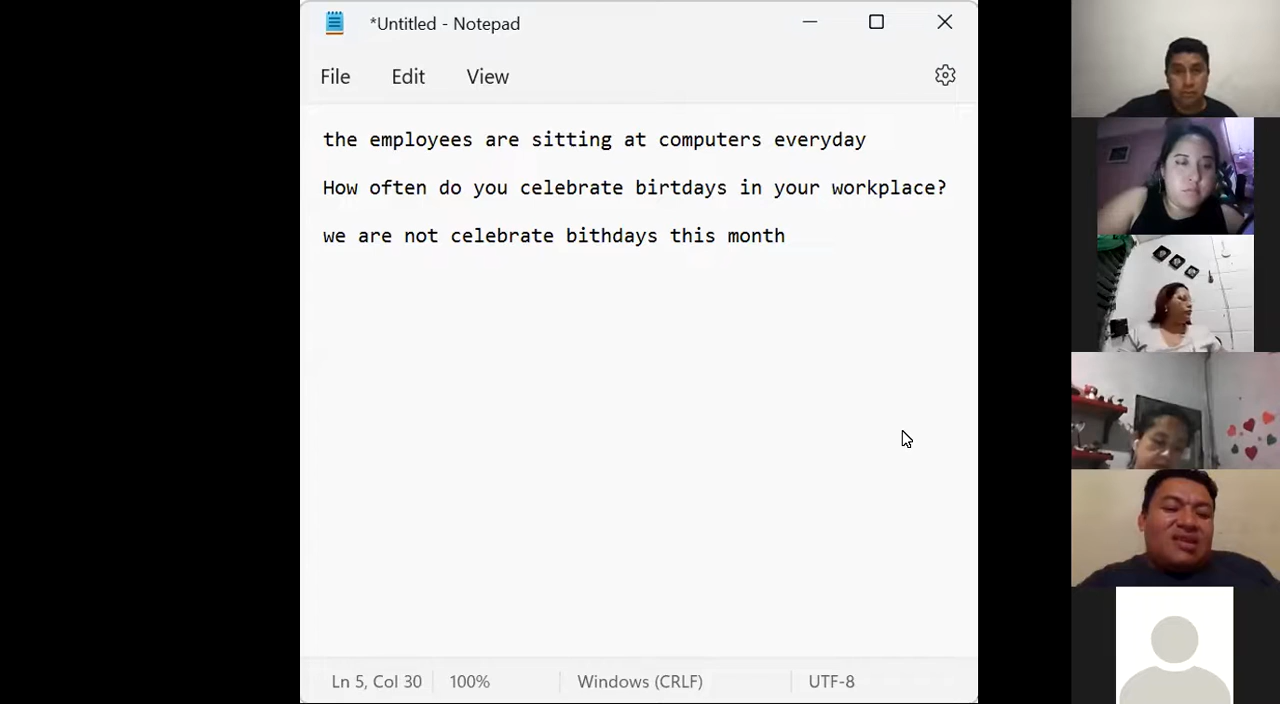 *Untitled - Notepad
File Edit View
the employees are sitting at computers everyday
How often do you celebrate birtdays in your workplace?
we are not celebrate bithdays this month
Ln 5, Col 30 100% Windows (CRLF) UTF-8